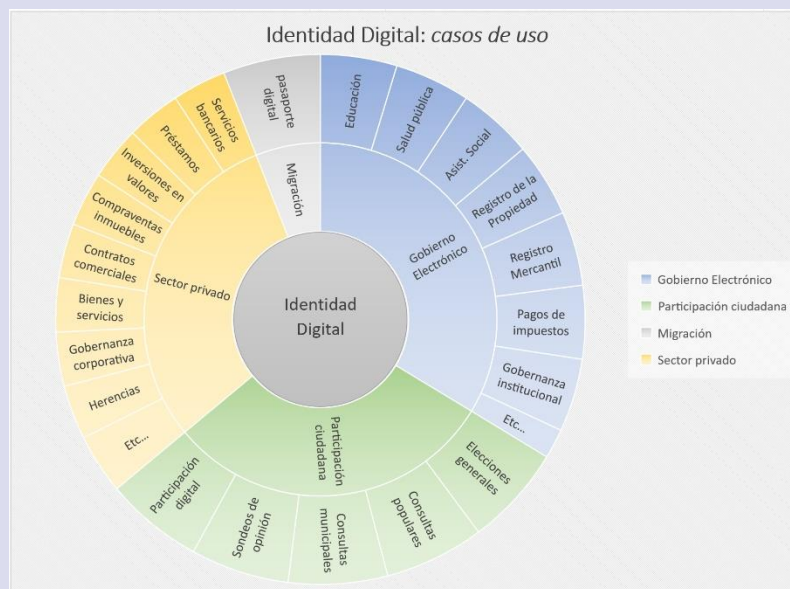 Identidad Digital: casos de uso
Educación
Salud pública
Asist. Social
Registro de la
Propiedad
Registro
Mercantil
Pagos de
impuestos
Gobernanza
institucional
Etc...
Elecciones
generales
Consultas
populares
Consultas
municipales
Sondeos de
opinión
Participación
digital
Etc...
Herencias
Gobernanza
corporativa
Bienes y
servicios
Contratos
comerciales
Compraventas
inmuebles
Inversiones en
valores
Préstamos
Servicios
bancarios
pasaporte
digital
Migración
Gobierno
Electrónico
Participación
ciudadana
Sector privado
Identidad
Digital
Gobierno Electrónico
Participación ciudadana
Migración
Sector privado